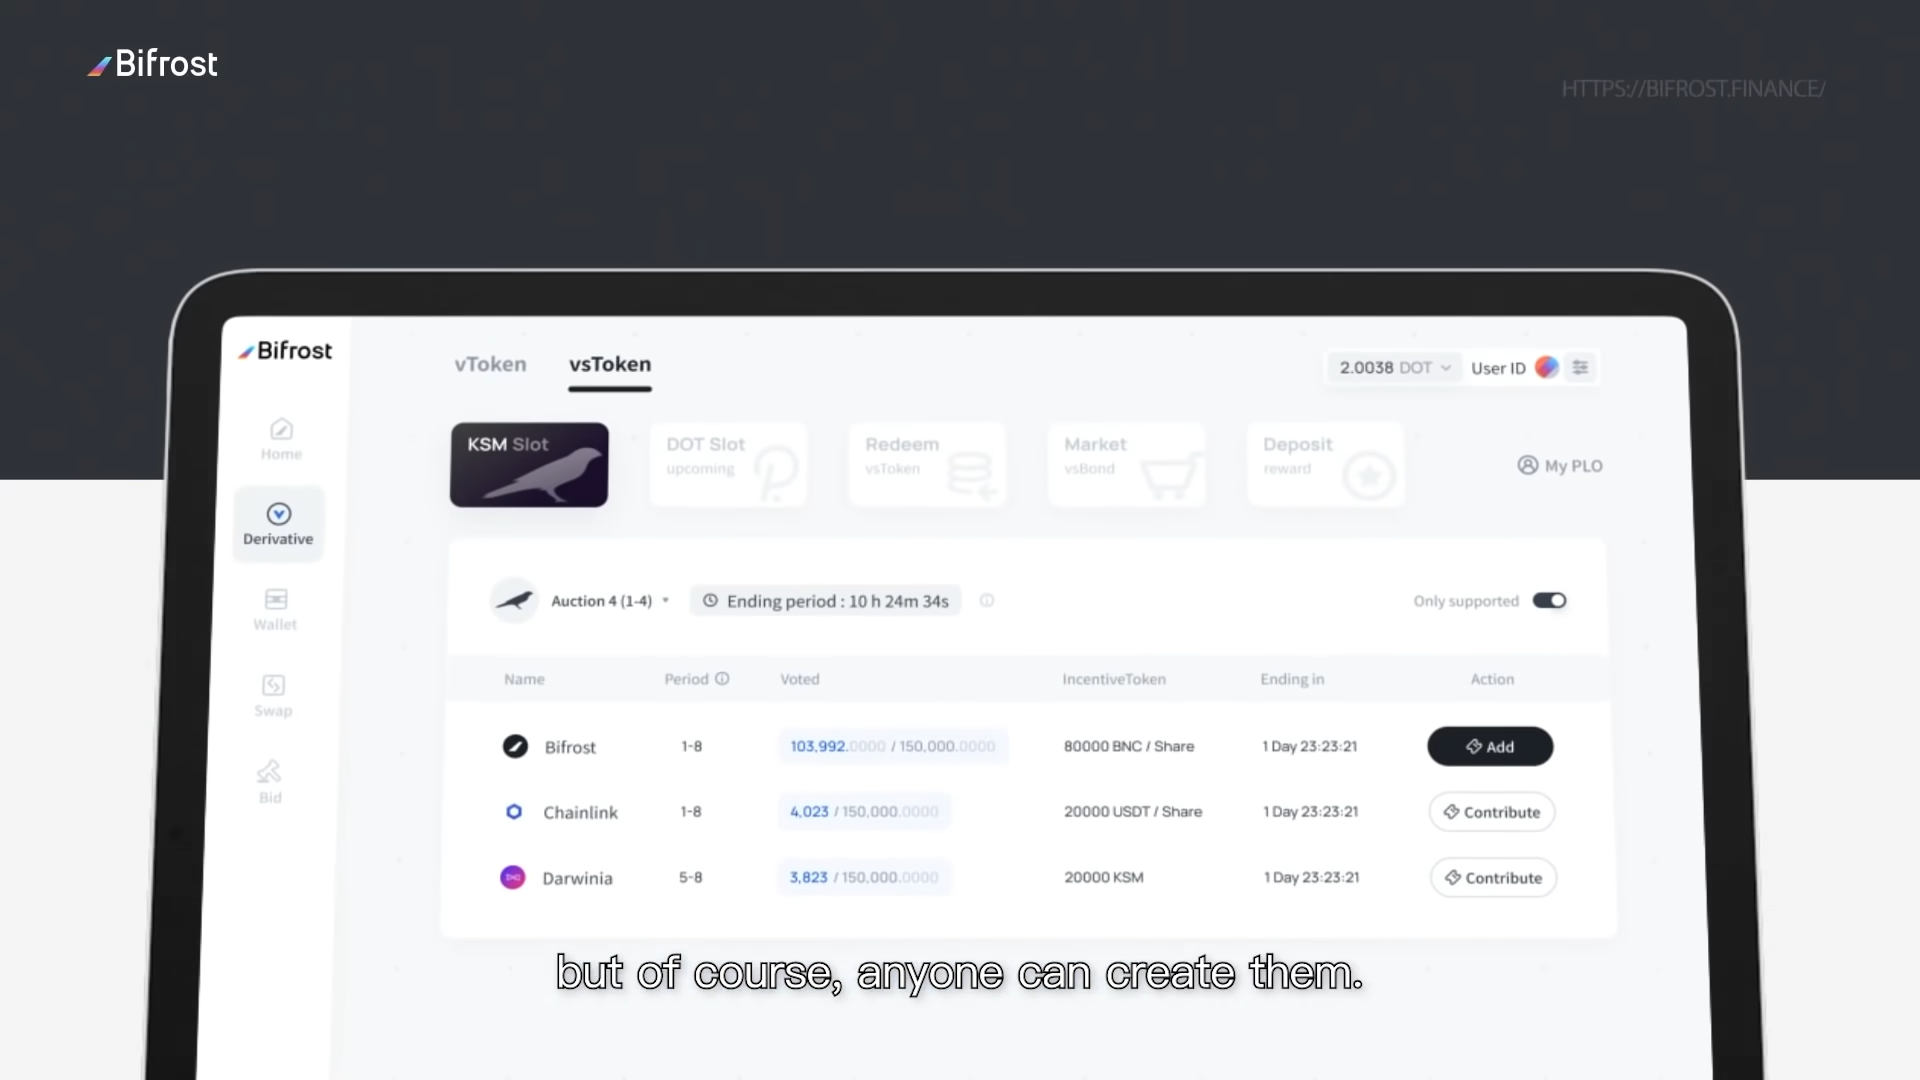 Bifrost
HTTPS://BIFROST.FINANCE/
Bifrost
vToken
vsToken
2.0038 DOT
User ID
KSM Slot
DOT Slot
upcoming
Redeem
vsToken
Market
vsBond
Deposit
reward
My PLO
Home
Derivative
Wallet
Swap
Bid
Auction 4 (1-4)
Ending period : 10 h 24m 34s
Only supported
Name Period Voted IncentiveToken Ending in Action
Bifrost 1-8 103,992.0000 / 150,000.0000 80000 BNC / Share 1 Day 23:23:21 Add
Chainlink 1-8 4,023 / 150,000.0000 20000 USDT / Share 1 Day 23:23:21 Contribute
Darwinia 5-8 3,823 / 150,000.0000 20000 KSM 1 Day 23:23:21 Contribute
but of course, anyone can create them.